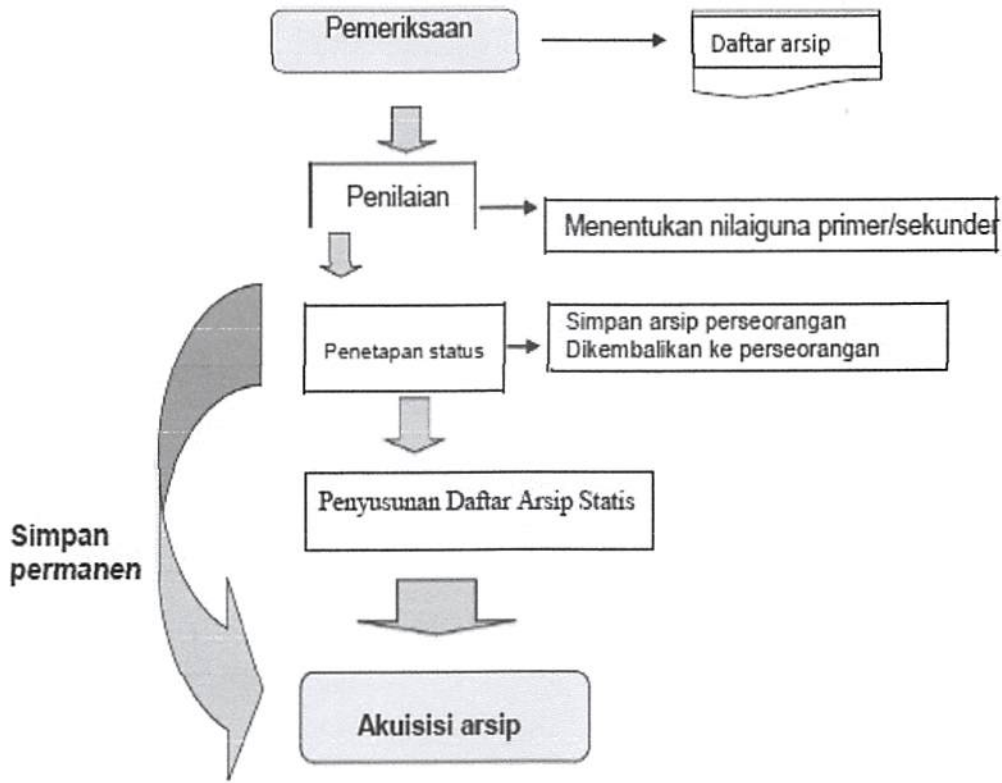 Pemeriksaan
Daftar arsip
Penilaian
Menentukan nilaiguna primer/sekunder
Penetapan status
Simpan arsip perseorangan
Dikembalikan ke perseorangan
Penyusunan Daftar Arsip Statis
Simpan
permanen
Akuisisi arsip